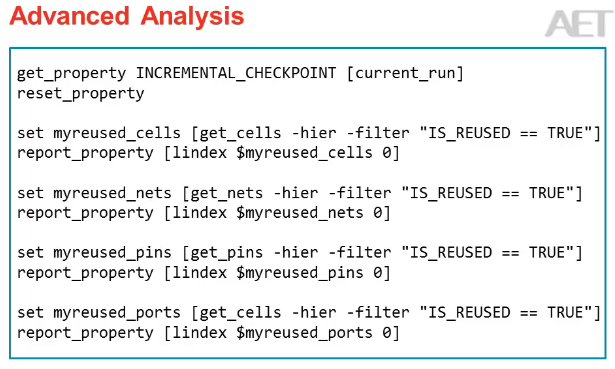 Advanced Analysis
AET
get_property INCREMENTAL_CHECKPOINT [current_run]
reset_property
set myreused_cells [get_cells -hier -filter "IS_REUSED == TRUE"]
report_property [lindex $myreused_cells 0]
set myreused_nets [get_nets -hier -filter "IS_REUSED == TRUE"]
report_property [lindex $myreused_nets 0]
set myreused_pins [get_pins -hier -filter "IS_REUSED == TRUE"]
report_property [lindex $myreused_pins 0]
set myreused_ports [get_cells -hier -filter "IS_REUSED == TRUE"]
report_property [lindex $myreused_ports 0]